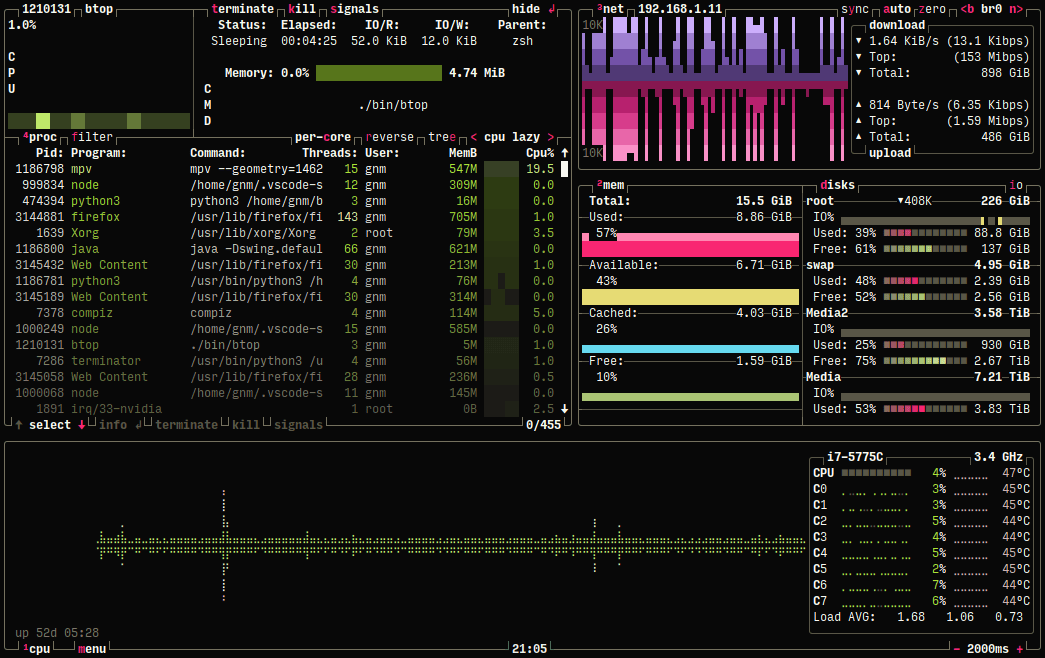 1210131 btop terminate kill signals hide ↲
1.0% Status: Elapsed: IO/R: IO/W: Parent:
Sleeping 00:04:25 52.0 KiB 12.0 KiB zsh
C
P
U
Memory: 0.0% 4.74 MiB
C
M
D
./bin/btop
⁴proc filter per-core reverse tree < cpu lazy >
Pid: Program: Command: Threads: User: MemB Cpu% ↑
1186798 mpv mpv --geometry=1462 15 gnm 547M 19.5
999834 node /home/gnm/.vscode-s 12 gnm 309M 0.0
474394 python3 python3 /home/gnm/b 3 gnm 16M 0.0
3144881 firefox /usr/lib/firefox/fi 143 gnm 705M 1.0
1639 Xorg /usr/lib/xorg/Xorg 2 root 79M 3.5
1186800 java java -Dswing.defaul 66 gnm 621M 0.0
3145432 Web Content /usr/lib/firefox/fi 30 gnm 213M 1.0
1186781 python3 /usr/bin/python3 /h 4 gnm 76M 1.0
3145189 Web Content /usr/lib/firefox/fi 30 gnm 314M 0.0
7378 compiz compiz 4 gnm 114M 5.0
1000249 node /home/gnm/.vscode-s 15 gnm 585M 0.0
1210131 btop ./bin/btop 3 gnm 5M 1.0
7286 terminator /usr/bin/python3 /u 4 gnm 56M 1.0
3145058 Web Content /usr/lib/firefox/fi 28 gnm 236M 0.5
1000068 node /home/gnm/.vscode-s 11 gnm 145M 0.0
1891 irq/33-nvidia 1 root 0B 2.5 ↓
↑ select ↓ info ↲ terminate kill signals 0/455
³net 192.168.1.11 sync auto zero <b br0 n>
10K
10K
download
▼ 1.64 KiB/s (13.1 Kibps)
▼ Top: (153 Mibps)
▼ Total: 898 GiB
▲ 814 Byte/s (6.35 Kibps)
▲ Top: (1.59 Mibps)
▲ Total: 486 GiB
upload
²mem
Total: 15.5 GiB
Used: 8.86 GiB
57%
Available: 6.71 GiB
43%
Cached: 4.03 GiB
26%
Free: 1.59 GiB
10%
disks io
root ▼408K 226 GiB
IO%
Used: 39% 88.8 GiB
Free: 61% 137 GiB
swap 4.95 GiB
Used: 48% 2.39 GiB
Free: 52% 2.56 GiB
Media2 3.58 TiB
IO%
Used: 25% 930 GiB
Free: 75% 2.67 TiB
Media 7.21 TiB
IO%
Used: 53% 3.83 TiB
i7-5775C 3.4 GHz
CPU 4% 47°C
C0 3% 45°C
C1 3% 45°C
C2 5% 44°C
C3 4% 44°C
C4 5% 45°C
C5 2% 45°C
C6 7% 44°C
C7 6% 44°C
Load AVG: 1.68 1.06 0.73
up 52d 05:28
¹cpu menu 21:05 - 2000ms +